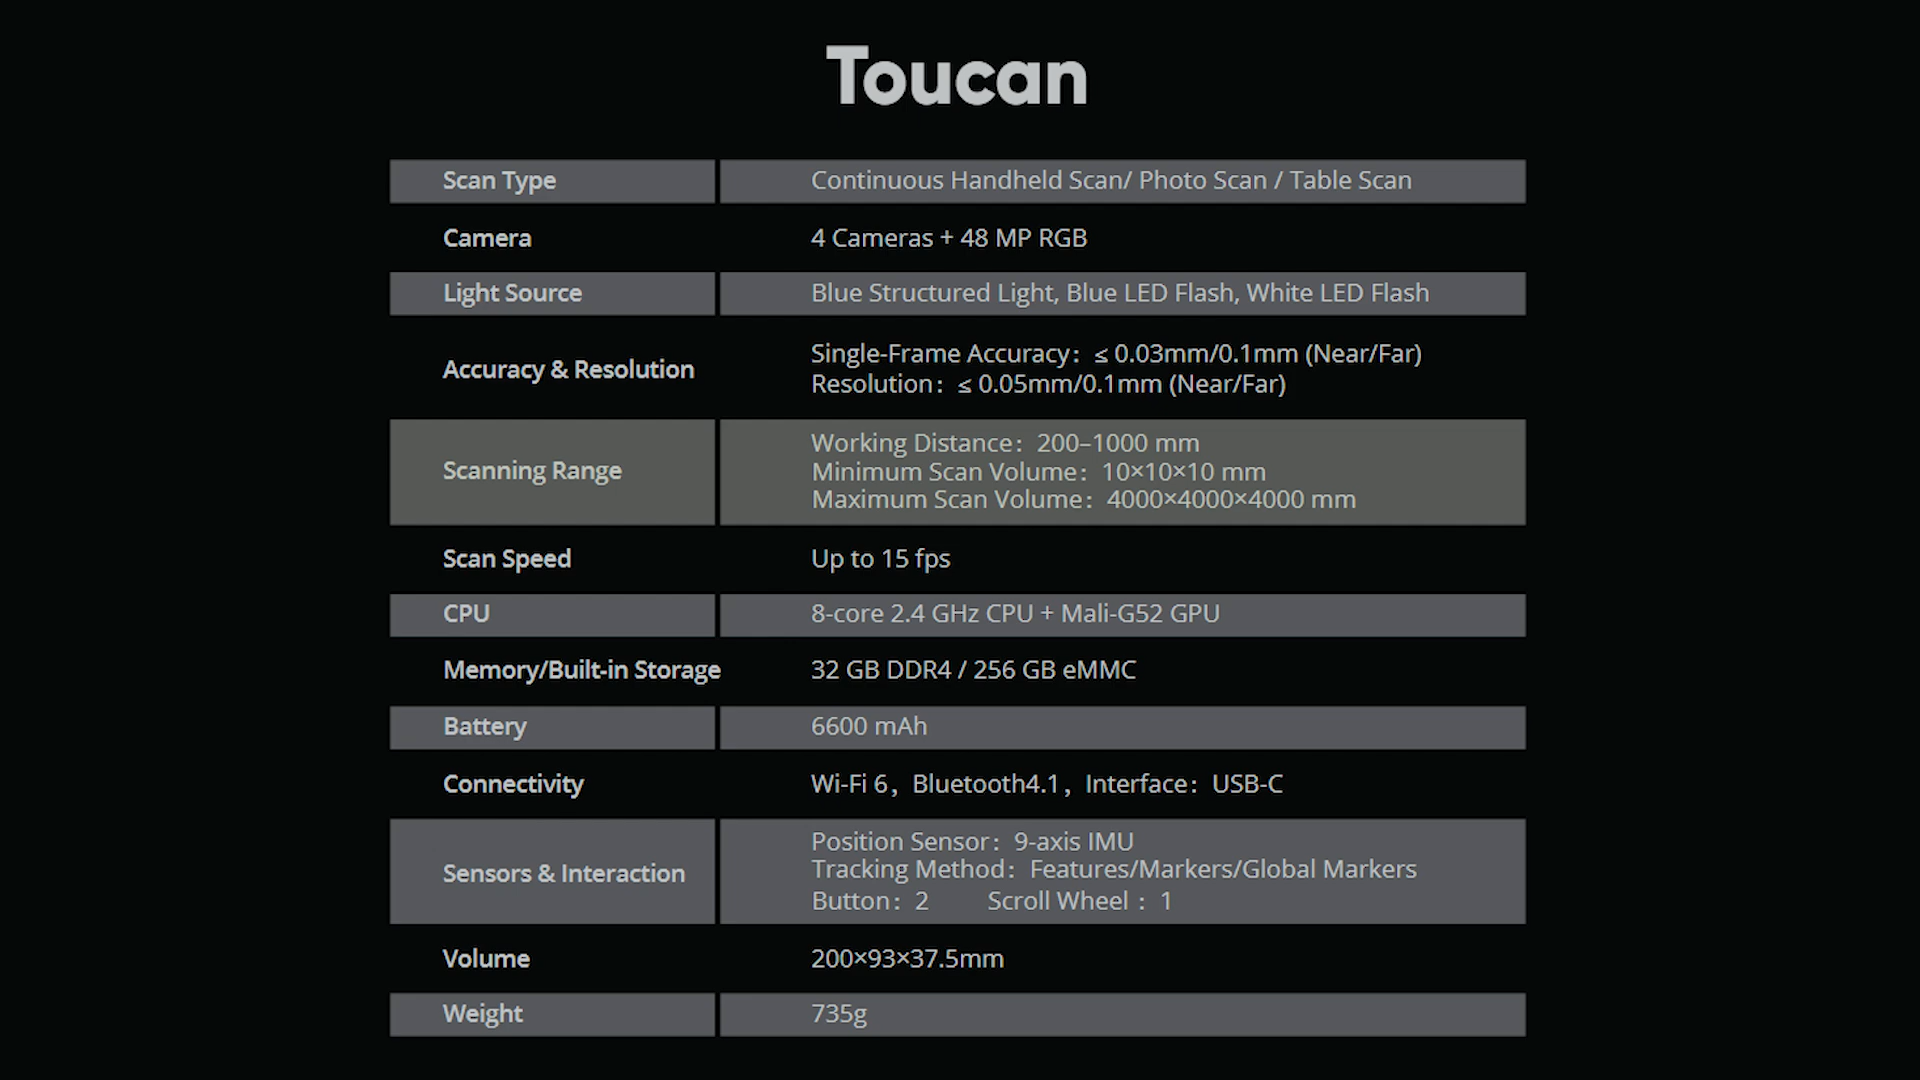 Toucan
Scan Type
Continuous Handheld Scan/ Photo Scan / Table Scan
Camera
4 Cameras + 48 MP RGB
Light Source
Blue Structured Light, Blue LED Flash, White LED Flash
Accuracy & Resolution
Single-Frame Accuracy： ≤ 0.03mm/0.1mm (Near/Far)
Resolution： ≤ 0.05mm/0.1mm (Near/Far)
Scanning Range
Working Distance：200–1000 mm
Minimum Scan Volume：10×10×10 mm
Maximum Scan Volume：4000×4000×4000 mm
Scan Speed
Up to 15 fps
CPU
8-core 2.4 GHz CPU + Mali-G52 GPU
Memory/Built-in Storage
32 GB DDR4 / 256 GB eMMC
Battery
6600 mAh
Connectivity
Wi-Fi 6，Bluetooth4.1，Interface：USB-C
Sensors & Interaction
Position Sensor：9-axis IMU
Tracking Method：Features/Markers/Global Markers
Button：2 Scroll Wheel：1
Volume
200×93×37.5mm
Weight
735g